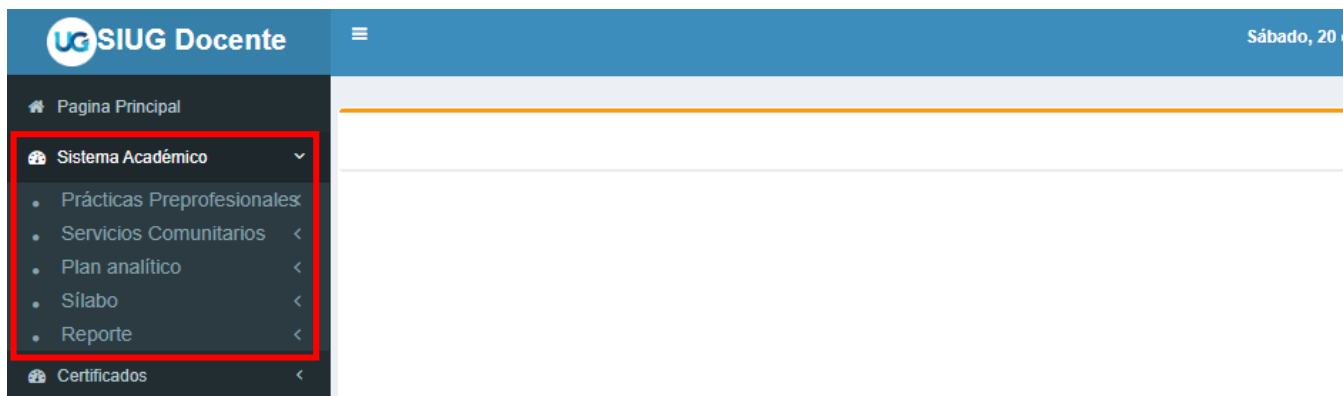 UG SIUG Docente
Sábado, 20
Pagina Principal
Sistema Académico
Prácticas Preprofesionales
Servicios Comunitarios
Plan analítico
Sílabo
Reporte
Certificados